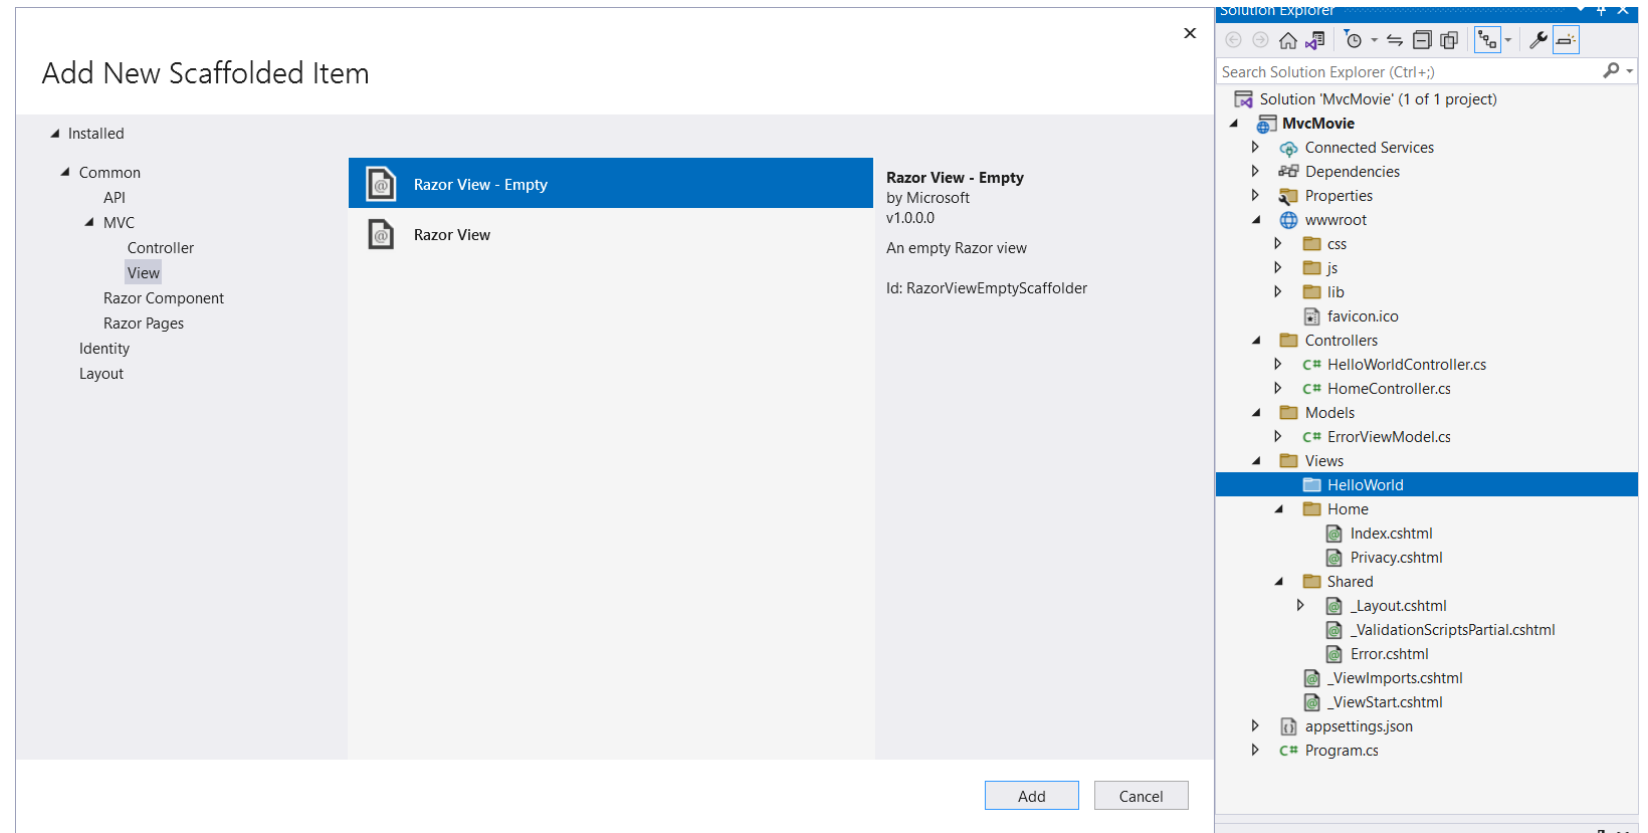 Add New Scaffolded Item
Installed
Common
API
MVC
Controller
View
Razor Component
Razor Pages
Identity
Layout
Razor View - Empty
Razor View
Razor View - Empty
by Microsoft
v1.0.0.0
An empty Razor view
Id: RazorViewEmptyScaffolder
Add
Cancel
Solution Explorer
Search Solution Explorer (Ctrl+;)
Solution 'MvcMovie' (1 of 1 project)
MvcMovie
Connected Services
Dependencies
Properties
wwwroot
css
js
lib
favicon.ico
Controllers
C# HelloWorldController.cs
C# HomeController.cs
Models
C# ErrorViewModel.cs
Views
HelloWorld
Home
Index.cshtml
Privacy.cshtml
Shared
_Layout.cshtml
_ValidationScriptsPartial.cshtml
Error.cshtml
_ViewImports.cshtml
_ViewStart.cshtml
appsettings.json
C# Program.cs